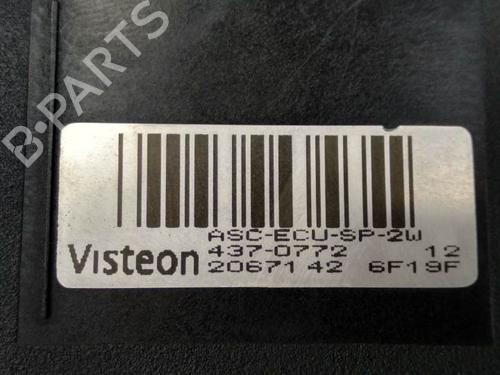 B-PARTS
ASC-ECU-SP-2W
Visteon 437-0772 12
20671 42 6F19F